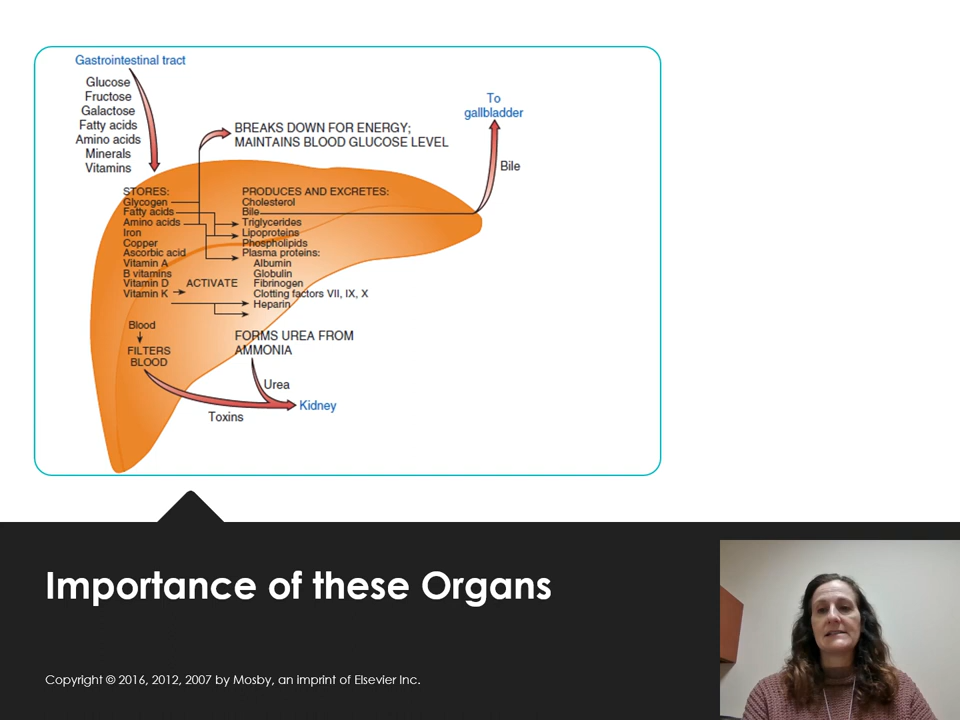 Gastrointestinal tract
Glucose
Fructose
Galactose
Fatty acids
Amino acids
Minerals
Vitamins
BREAKS DOWN FOR ENERGY;
MAINTAINS BLOOD GLUCOSE LEVEL
To
gallbladder
Bile
STORES:
Glycogen
Fatty acids
Amino acids
Iron
Copper
Ascorbic acid
Vitamin A
B vitamins
Vitamin D
Vitamin K
ACTIVATE
PRODUCES AND EXCRETES:
Cholesterol
Bile
Triglycerides
Lipoproteins
Phospholipids
Plasma proteins:
Albumin
Globulin
Fibrinogen
Clotting factors VII, IX, X
Heparin
Blood
FILTERS
BLOOD
FORMS UREA FROM
AMMONIA
Urea
Kidney
Toxins
Importance of these Organs
Copyright © 2016, 2012, 2007 by Mosby, an imprint of Elsevier Inc.